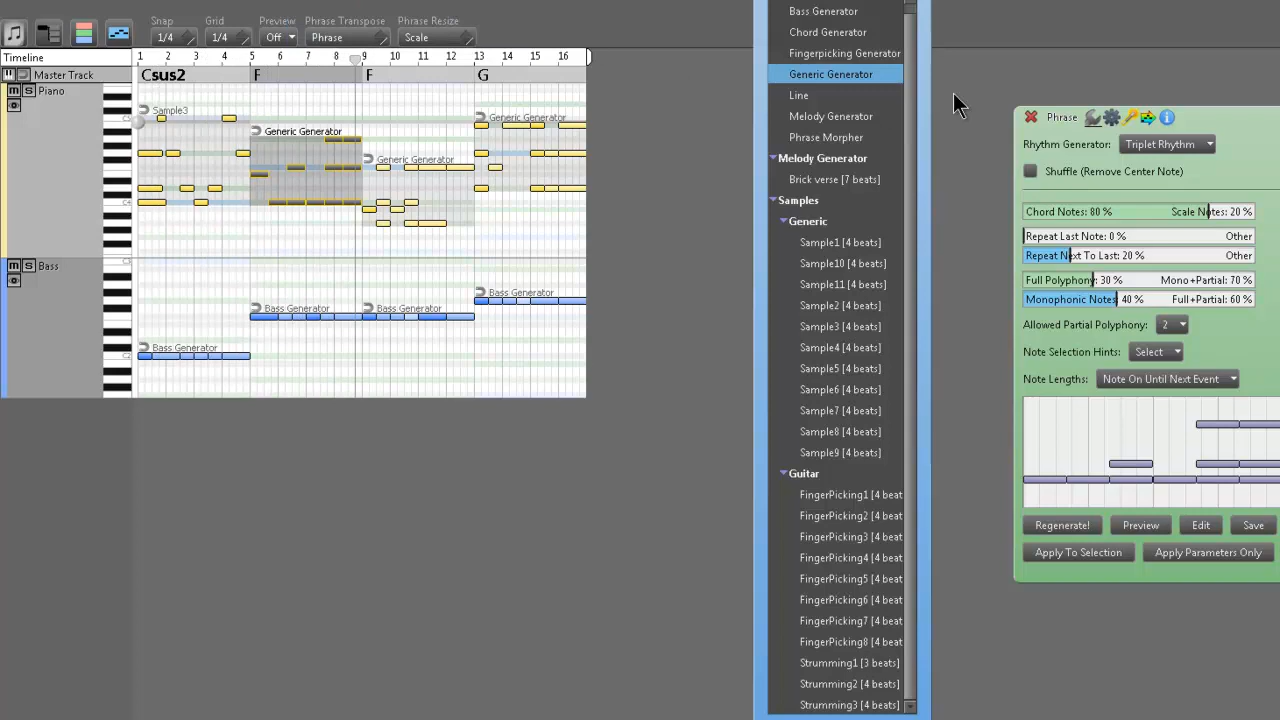 Snap
Grid
Preview
Phrase Transpose
Phrase Resize
1/4
1/4
Off
Phrase
Scale
Timeline
1 2 3 4 5 6 7 8 9 10 11 12 13 14 15 16
Master Track
Csus2
F
F
G
m S Piano
Sample3
Generic Generator
Generic Generator
Generic Generator
C4
m S Bass
Bass Generator
Bass Generator
Bass Generator
Bass Generator
Bass Generator
Chord Generator
Fingerpicking Generator
Generic Generator
Line
Melody Generator
Phrase Morpher
Melody Generator
Brick verse [7 beats]
Samples
Generic
Sample1 [4 beats]
Sample10 [4 beats]
Sample11 [4 beats]
Sample2 [4 beats]
Sample3 [4 beats]
Sample4 [4 beats]
Sample5 [4 beats]
Sample6 [4 beats]
Sample7 [4 beats]
Sample8 [4 beats]
Sample9 [4 beats]
Guitar
FingerPicking1 [4 beat
FingerPicking2 [4 beat
FingerPicking3 [4 beat
FingerPicking4 [4 beat
FingerPicking5 [4 beat
FingerPicking6 [4 beat
FingerPicking7 [4 beat
FingerPicking8 [4 beat
Strumming1 [3 beats]
Strumming2 [4 beats]
Strumming3 [4 beats]
Phrase
Rhythm Generator: Triplet Rhythm
Shuffle (Remove Center Note)
Chord Notes: 80 % Scale Notes: 20 %
Repeat Last Note: 0 % Other
Repeat Next To Last: 20 % Other
Full Polyphony: 30 % Mono+Partial: 70 %
Monophonic Notes: 40 % Full+Partial: 60 %
Allowed Partial Polyphony: 2
Note Selection Hints: Select
Note Lengths: Note On Until Next Event
Regenerate!
Preview
Edit
Save
Apply To Selection
Apply Parameters Only